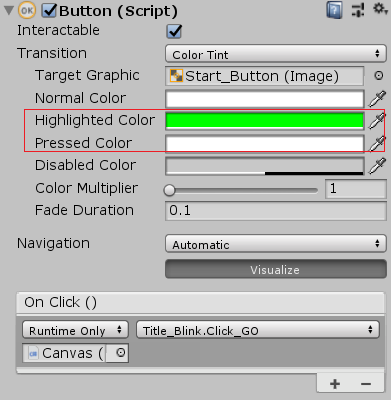 OK Button (Script)
Interactable
Transition Color Tint
Target Graphic Start_Button (Image)
Normal Color
Highlighted Color
Pressed Color
Disabled Color
Color Multiplier 1
Fade Duration 0.1
Navigation Automatic
Visualize
On Click ()
Runtime Only Title_Blink.Click_GO
Canvas (
+ −